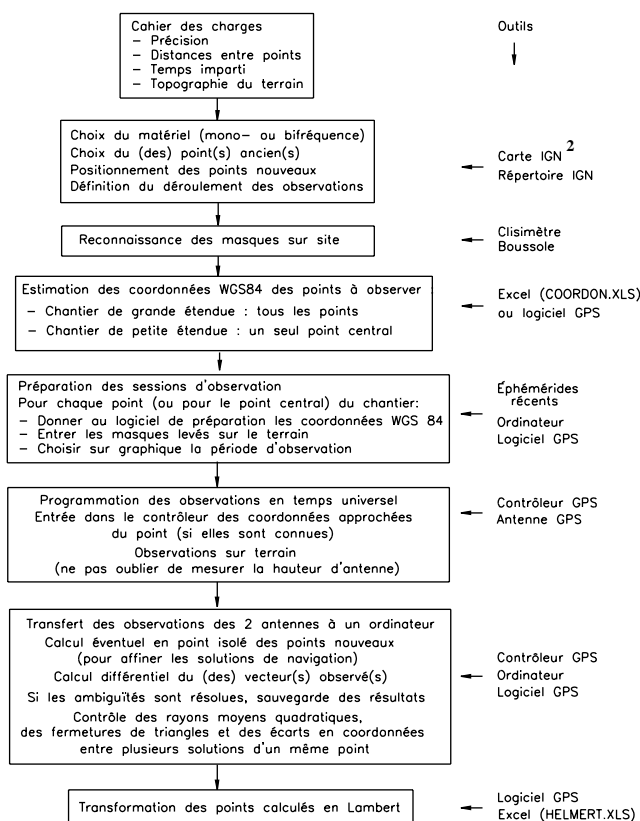 Cahier des charges
– Précision
– Distances entre points
– Temps imparti
– Topographie du terrain
Outils
Choix du matériel (mono– ou bifréquence)
Choix du (des) point(s) ancien(s)
Positionnement des points nouveaux
Définition du déroulement des observations
Carte IGN 2
Répertoire IGN
Reconnaissance des masques sur site
Clisimètre
Boussole
Estimation des coordonnées WGS84 des points à observer :
– Chantier de grande étendue : tous les points
– Chantier de petite étendue : un seul point central
Excel (COORDON.XLS)
ou logiciel GPS
Préparation des sessions d'observation
Pour chaque point (ou pour le point central) du chantier:
– Donner au logiciel de préparation les coordonnées WGS 84
– Entrer les masques levés sur le terrain
– Choisir sur graphique la période d'observation
Éphémérides
récents
Ordinateur
Logiciel GPS
Programmation des observations en temps universel
Entrée dans le contrôleur des coordonnées approchées
du point (si elles sont connues)
Observations sur terrain
(ne pas oublier de mesurer la hauteur d'antenne)
Contrôleur GPS
Antenne GPS
Transfert des observations des 2 antennes à un ordinateur
Calcul éventuel en point isolé des points nouveaux
(pour affiner les solutions de navigation)
Calcul différentiel du (des) vecteur(s) observé(s)
Si les ambiguïtés sont résolues, sauvegarde des résultats
Contrôle des rayons moyens quadratiques,
des fermetures de triangles et des écarts en coordonnées
entre plusieurs solutions d'un même point
Contrôleur GPS
Ordinateur
Logiciel GPS
Transformation des points calculés en Lambert
Logiciel GPS
Excel (HELMERT.XLS)